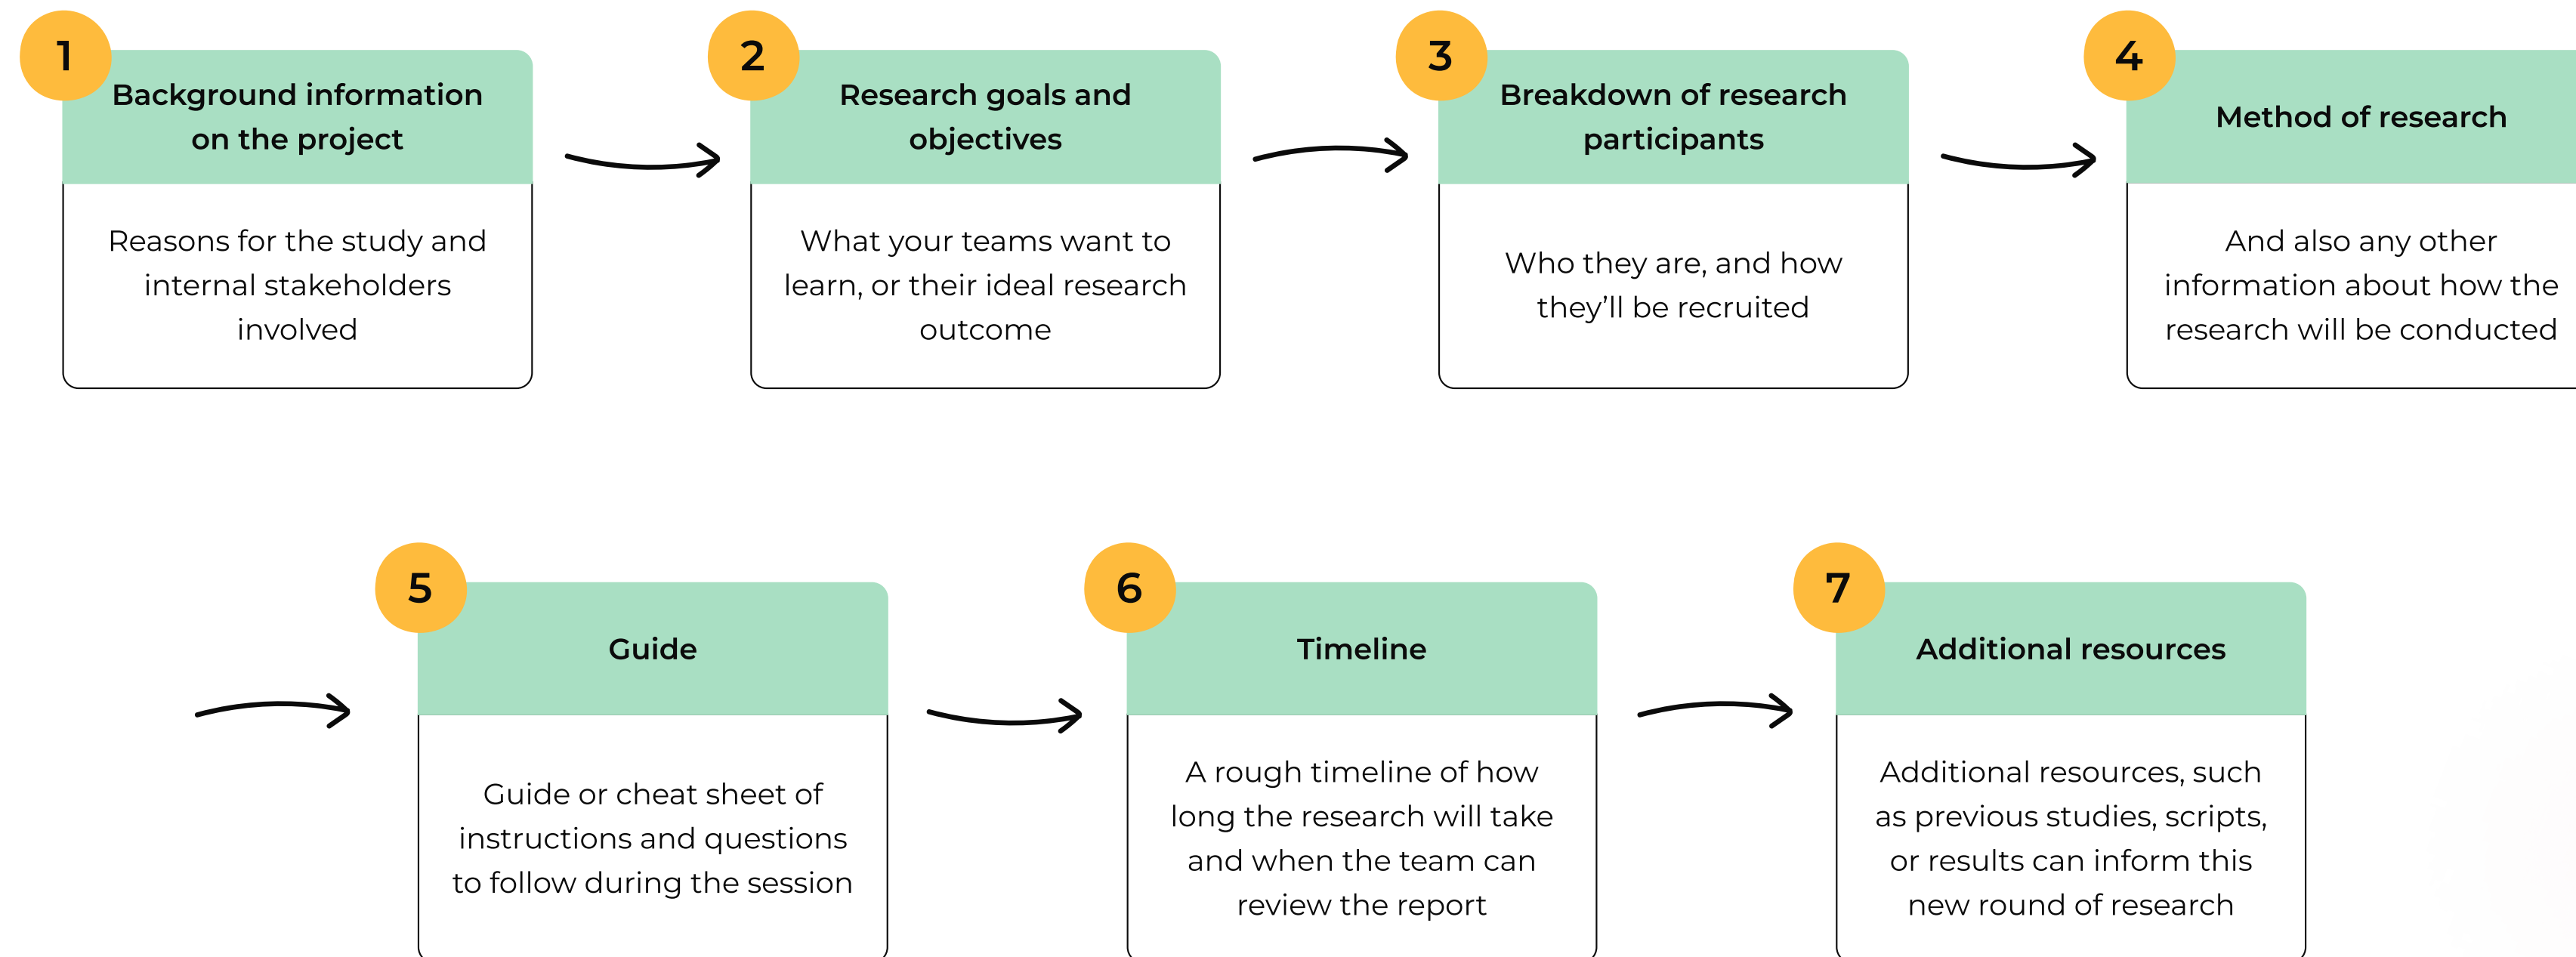 1
Background information
on the project
Reasons for the study and
internal stakeholders
involved
2
Research goals and
objectives
What your teams want to
learn, or their ideal research
outcome
3
Breakdown of research
participants
Who they are, and how
they’ll be recruited
4
Method of research
And also any other
information about how the
research will be conducted
5
Guide
Guide or cheat sheet of
instructions and questions
to follow during the session
6
Timeline
A rough timeline of how
long the research will take
and when the team can
review the report
7
Additional resources
Additional resources, such
as previous studies, scripts,
or results can inform this
new round of research